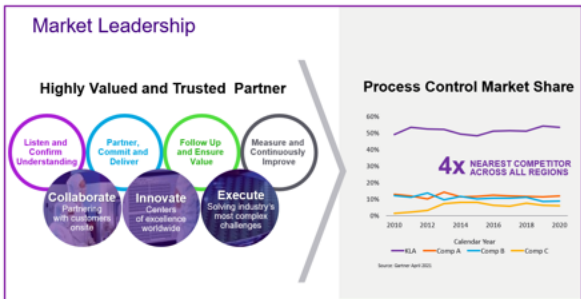 Market Leadership
Highly Valued and Trusted Partner
Listen and
Confirm
Understanding
Partner,
Commit and
Deliver
Follow Up
and Ensure
Value
Measure and
Continuously
Improve
Collaborate
Partnering
with customers
onsite
Innovate
Centers
of excellence
worldwide
Execute
Solving industry's
most complex
challenges
Process Control Market Share
60%
50%
40%
30%
20%
10%
0%
4x NEAREST COMPETITOR
ACROSS ALL REGIONS
2010 2012 2014 2016 2018 2020
Calendar Year
KLA Comp A Comp B Comp C
Source: Gartner April 2021